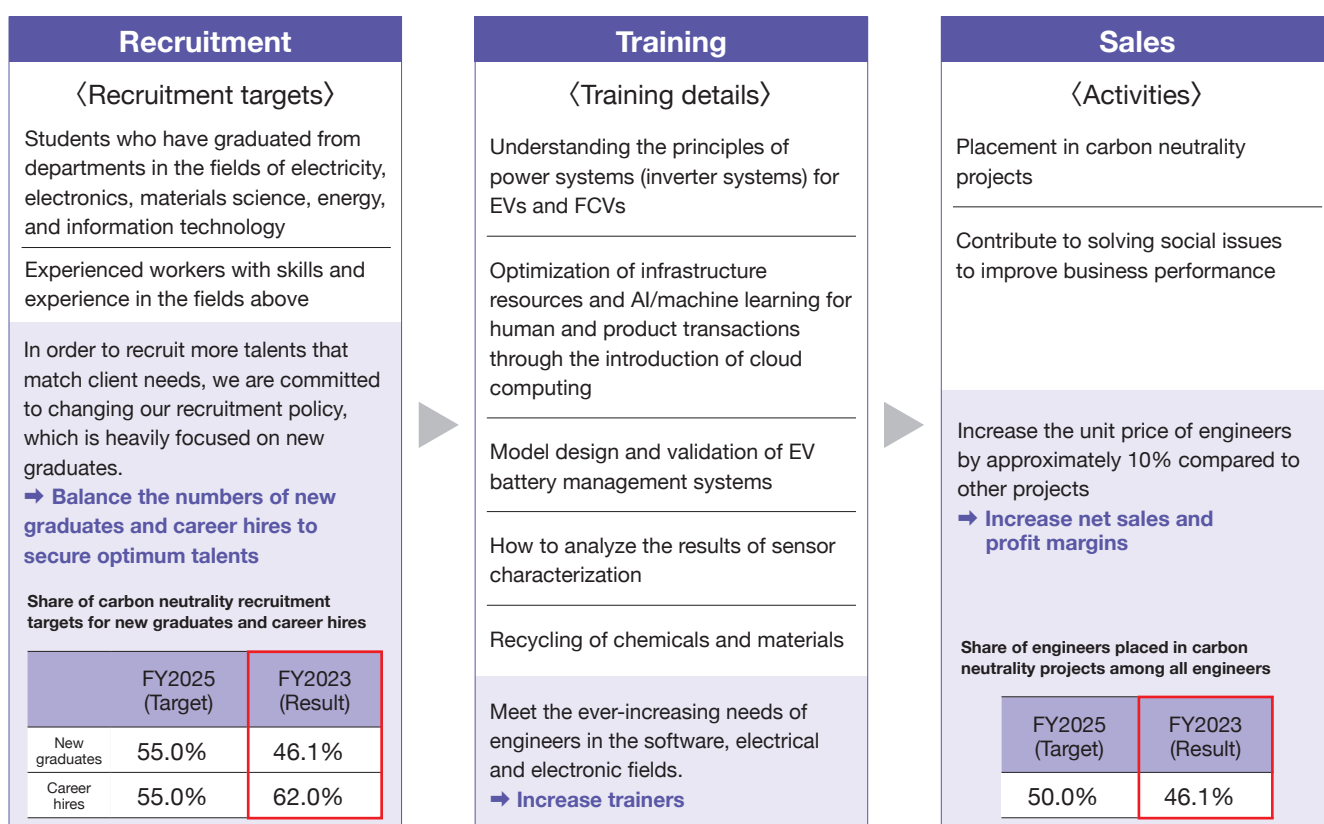 Recruitment
〈Recruitment targets〉
Students who have graduated from
departments in the fields of electricity,
electronics, materials science, energy,
and information technology
Experienced workers with skills and
experience in the fields above
In order to recruit more talents that
match client needs, we are committed
to changing our recruitment policy,
which is heavily focused on new
graduates.
➡ Balance the numbers of new
graduates and career hires to
secure optimum talents
Share of carbon neutrality recruitment
targets for new graduates and career hires
FY2025 (Target) FY2023 (Result)
New graduates 55.0% 46.1%
Career hires 55.0% 62.0%
Training
〈Training details〉
Understanding the principles of
power systems (inverter systems) for
EVs and FCVs
Optimization of infrastructure
resources and AI/machine learning for
human and product transactions
through the introduction of cloud
computing
Model design and validation of EV
battery management systems
How to analyze the results of sensor
characterization
Recycling of chemicals and materials
Meet the ever-increasing needs of
engineers in the software, electrical
and electronic fields.
➡ Increase trainers
Sales
〈Activities〉
Placement in carbon neutrality
projects
Contribute to solving social issues
to improve business performance
Increase the unit price of engineers
by approximately 10% compared to
other projects
➡ Increase net sales and
profit margins
Share of engineers placed in carbon
neutrality projects among all engineers
FY2025 (Target) FY2023 (Result)
50.0% 46.1%